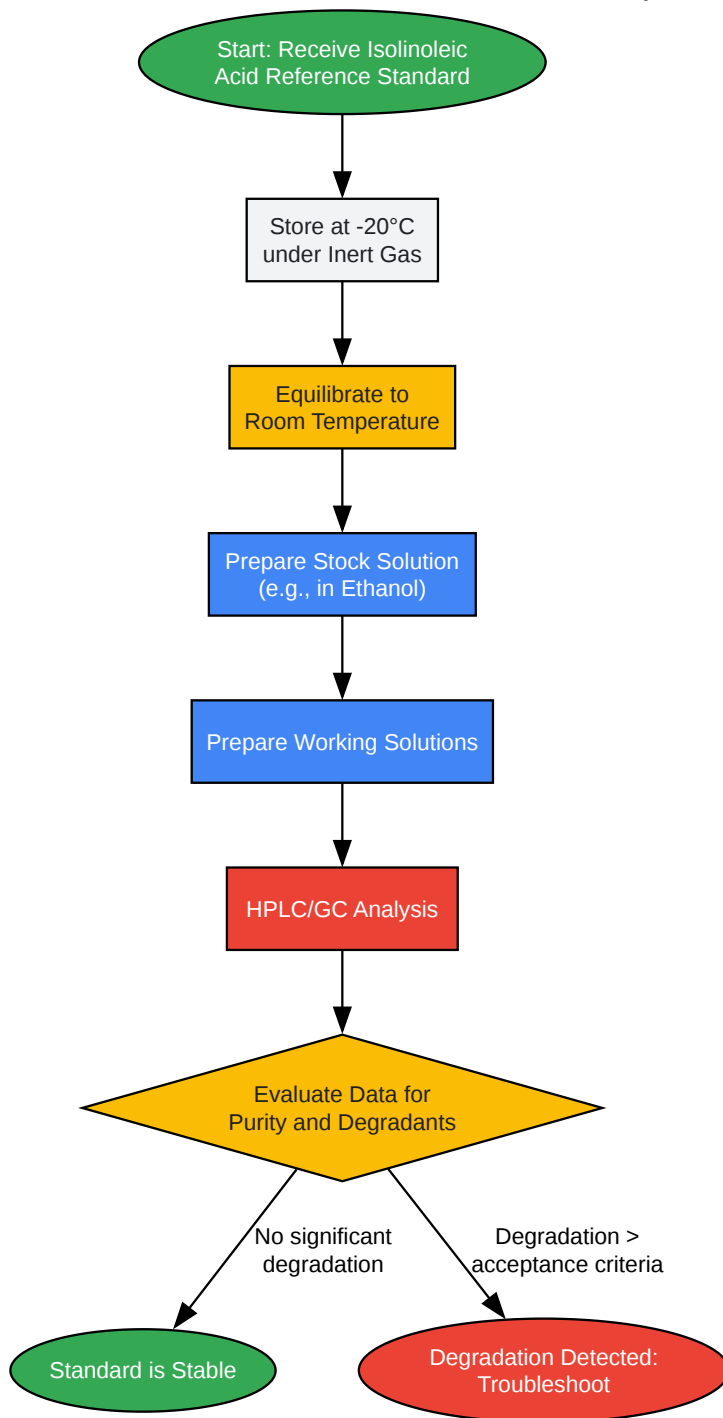 Start: Receive Isolinoleic
Acid Reference Standard
Store at -20°C
under Inert Gas
Equilibrate to
Room Temperature
Prepare Stock Solution
(e.g., in Ethanol)
Prepare Working Solutions
HPLC/GC Analysis
Evaluate Data for
Purity and Degradants
No significant
degradation
Degradation >
acceptance criteria
Standard is Stable
Degradation Detected:
Troubleshoot